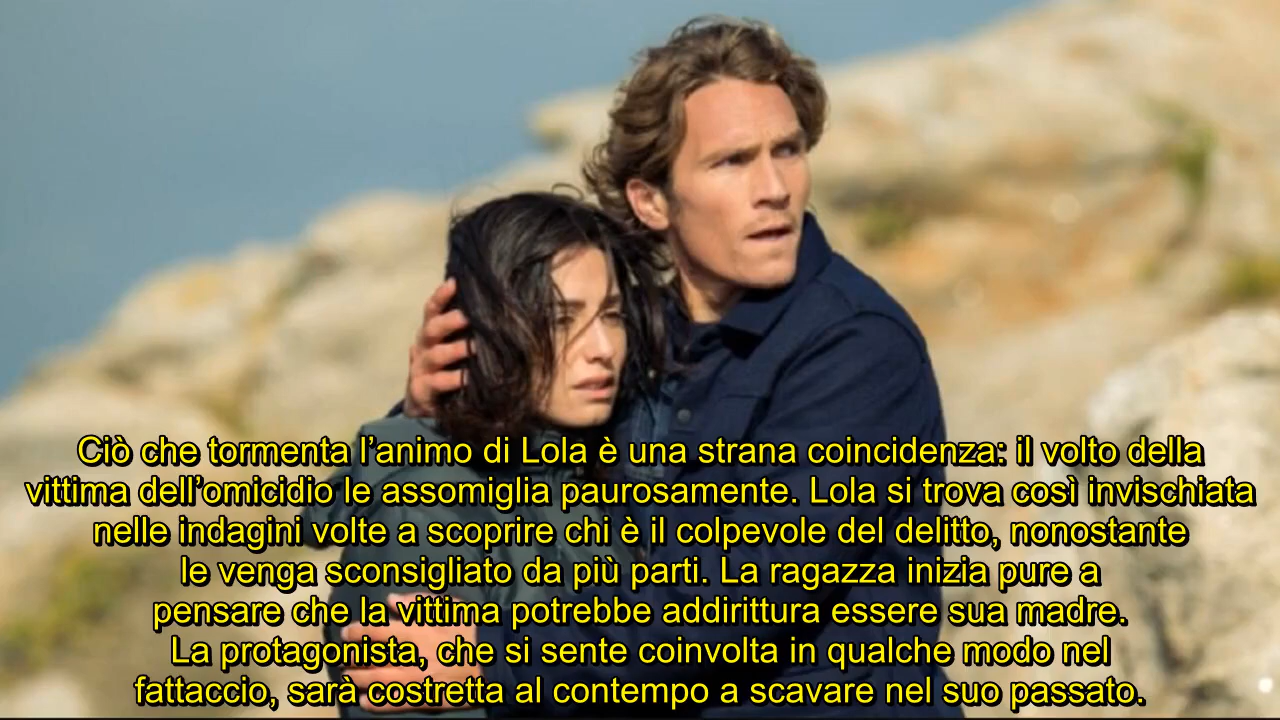 Ciò che tormenta l’animo di Lola è una strana coincidenza: il volto della
vittima dell’omicidio le assomiglia paurosamente. Lola si trova così invischiata
nelle indagini volte a scoprire chi è il colpevole del delitto, nonostante
le venga sconsigliato da più parti. La ragazza inizia pure a
pensare che la vittima potrebbe addirittura essere sua madre.
La protagonista, che si sente coinvolta in qualche modo nel
fattaccio, sarà costretta al contempo a scavare nel suo passato.